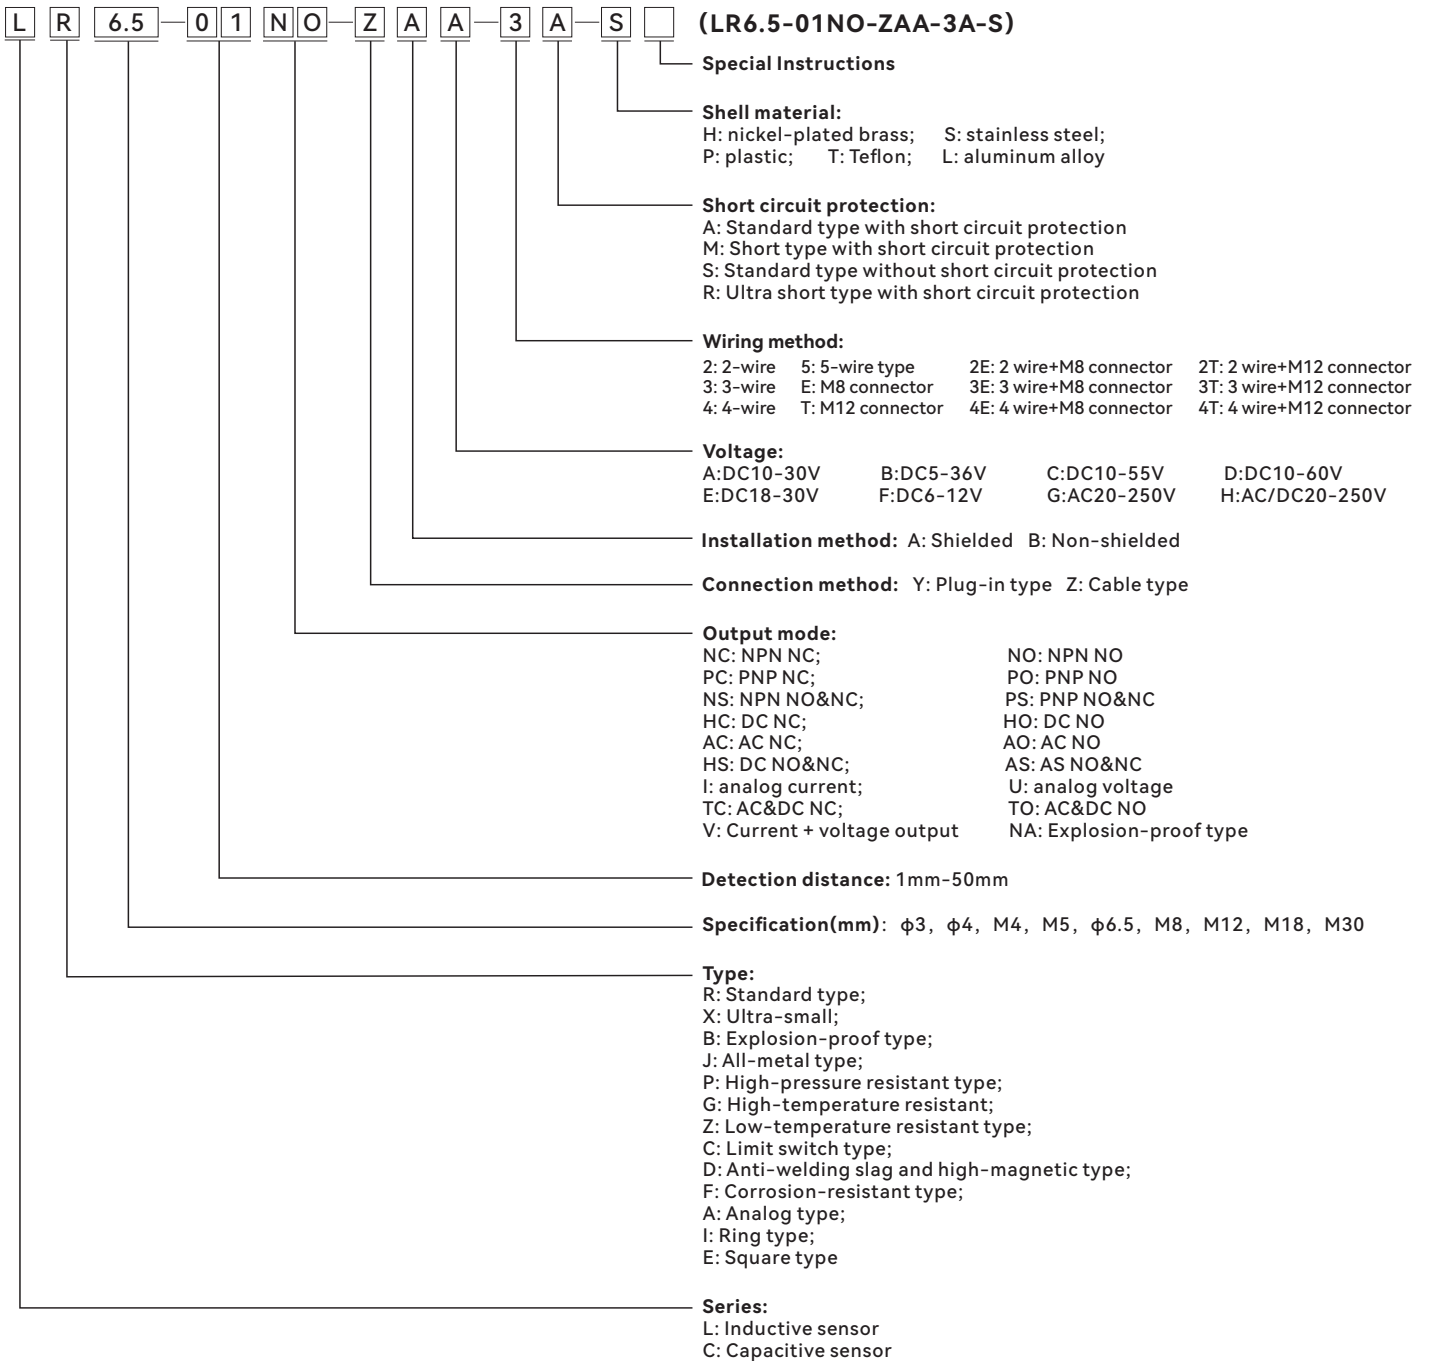 L R 6.5 - 0 1 N O - Z A A - 3 A - S (LR6.5-01NO-ZAA-3A-S)
Special Instructions
Shell material:
H: nickel-plated brass; S: stainless steel;
P: plastic; T: Teflon; L: aluminum alloy
Short circuit protection:
A: Standard type with short circuit protection
M: Short type with short circuit protection
S: Standard type without short circuit protection
R: Ultra short type with short circuit protection
Wiring method:
2: 2-wire 5: 5-wire type 2E: 2 wire+M8 connector 2T: 2 wire+M12 connector
3: 3-wire E: M8 connector 3E: 3 wire+M8 connector 3T: 3 wire+M12 connector
4: 4-wire T: M12 connector 4E: 4 wire+M8 connector 4T: 4 wire+M12 connector
Voltage:
A:DC10-30V B:DC5-36V C:DC10-55V D:DC10-60V
E:DC18-30V F:DC6-12V G:AC20-250V H:AC/DC20-250V
Installation method: A: Shielded B: Non-shielded
Connection method: Y: Plug-in type Z: Cable type
Output mode:
NC: NPN NC; NO: NPN NO
PC: PNP NC; PO: PNP NO
NS: NPN NO&NC; PS: PNP NO&NC
HC: DC NC; HO: DC NO
AC: AC NC; AO: AC NO
HS: DC NO&NC; AS: AS NO&NC
I: analog current; U: analog voltage
TC: AC&DC NC; TO: AC&DC NO
V: Current + voltage output NA: Explosion-proof type
Detection distance: 1mm-50mm
Specification(mm): ф3, ф4, M4, M5, ф6.5, M8, M12, M18, M30
Type:
R: Standard type;
X: Ultra-small;
B: Explosion-proof type;
J: All-metal type;
P: High-pressure resistant type;
G: High-temperature resistant;
Z: Low-temperature resistant type;
C: Limit switch type;
D: Anti-welding slag and high-magnetic type;
F: Corrosion-resistant type;
A: Analog type;
I: Ring type;
E: Square type
Series:
L: Inductive sensor
C: Capacitive sensor